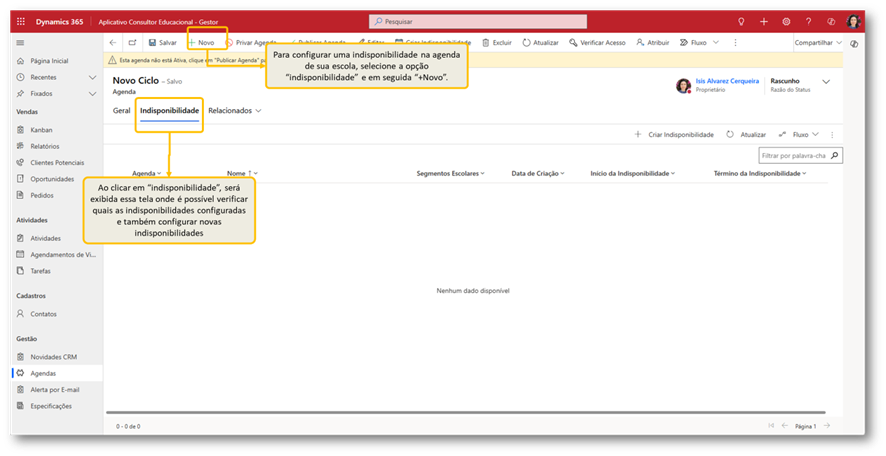 Dynamics 365 Aplicativo Consultor Educacional - Gestor Pesquisar
Salvar Novo Privar Agenda Publicar Agenda Editar Criar Indisponibilidade Excluir Atualizar Verificar Acesso Atribuir Fluxo Compartilhar
Esta agenda não está Ativa, clique em "Publicar Agenda"
Para configurar uma indisponibilidade na agenda
de sua escola, selecione a opção
“indisponibilidade” e em seguida “+Novo”.
Página Inicial
Recentes
Fixados
Vendas
Kanban
Relatórios
Clientes Potenciais
Oportunidades
Pedidos
Atividades
Atividades
Agendamentos de Vi...
Tarefas
Cadastros
Contatos
Gestão
Novidades CRM
Agendas
Alerta por E-mail
Especificações
Novo Ciclo - Salvo
Agenda
Isis Alvarez Cerqueira
Proprietário
Rascunho
Razão do Status
Geral Indisponibilidade Relacionados
Criar Indisponibilidade Atualizar Fluxo
Filtrar por palavra-cha
Agenda Nome ↑ Segmentos Escolares Data de Criação Início da Indisponibilidade Término da Indisponibilidade
Ao clicar em “indisponibilidade”, será
exibida essa tela onde é possível verificar
quais as indisponibilidades configuradas
e também configurar novas
indisponibilidades
Nenhum dado disponível
0 - 0 de 0 Página 1